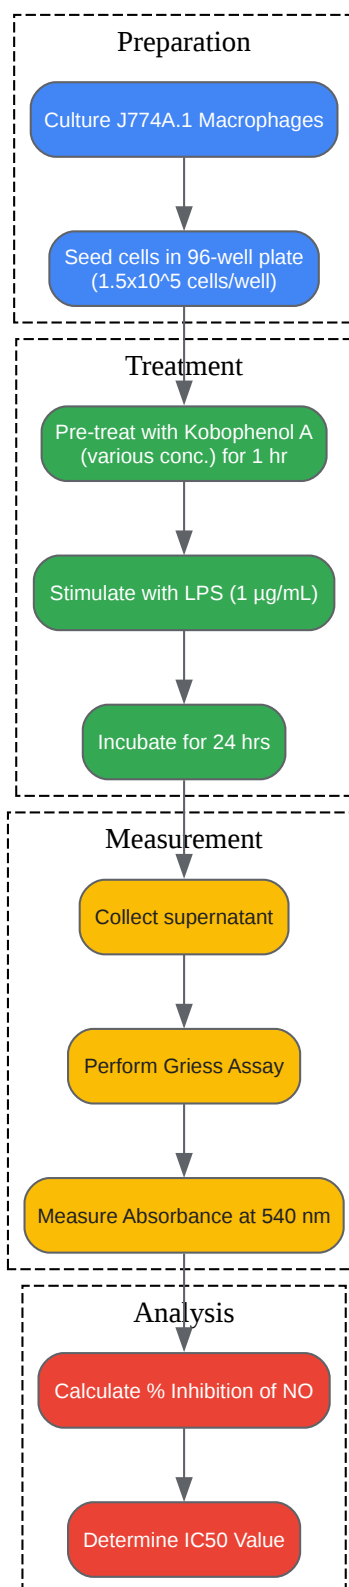 Preparation
Culture J774A.1 Macrophages
Seed cells in 96-well plate
(1.5x10^5 cells/well)
Treatment
Pre-treat with Kobophenol A
(various conc.) for 1 hr
Stimulate with LPS (1 µg/mL)
Incubate for 24 hrs
Measurement
Collect supernatant
Perform Griess Assay
Measure Absorbance at 540 nm
Analysis
Calculate % Inhibition of NO
Determine IC50 Value